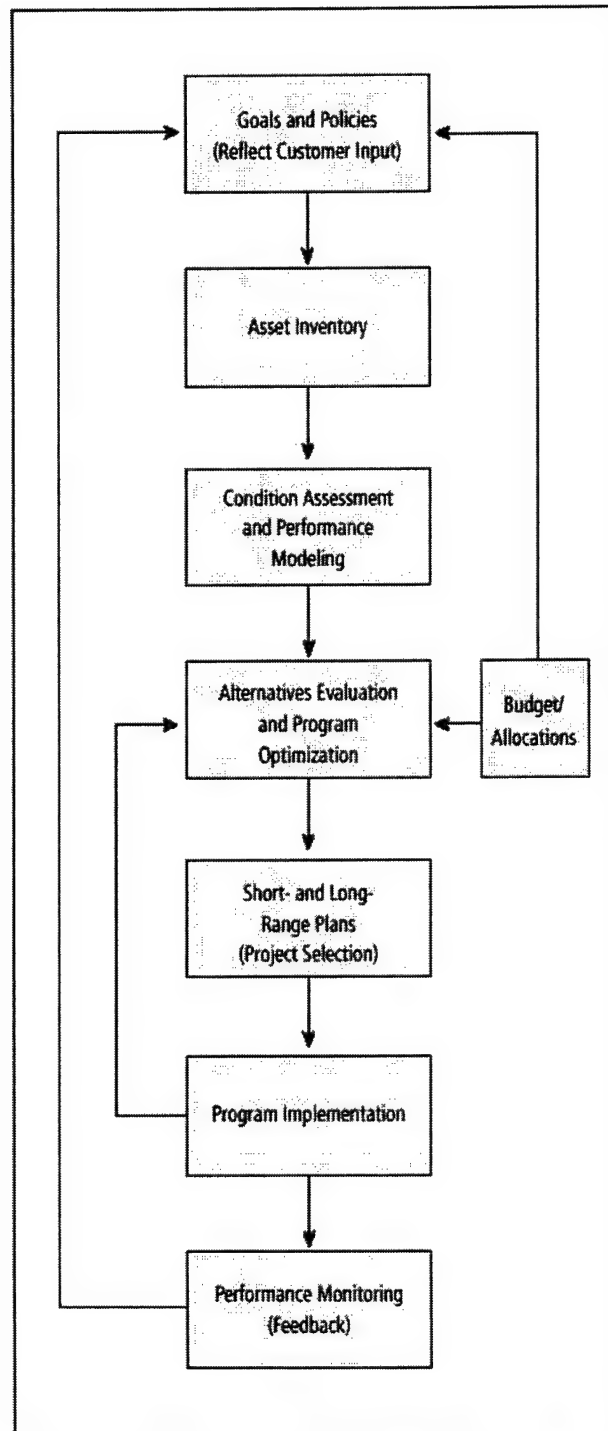 Goals and Policies
(Reflect Customer Input)
Asset Inventory
Condition Assessment
and Performance
Modeling
Alternatives Evaluation
and Program
Optimization
Budget/
Allocations
Short- and Long-
Range Plans
(Project Selection)
Program Implementation
Performance Monitoring
(Feedback)